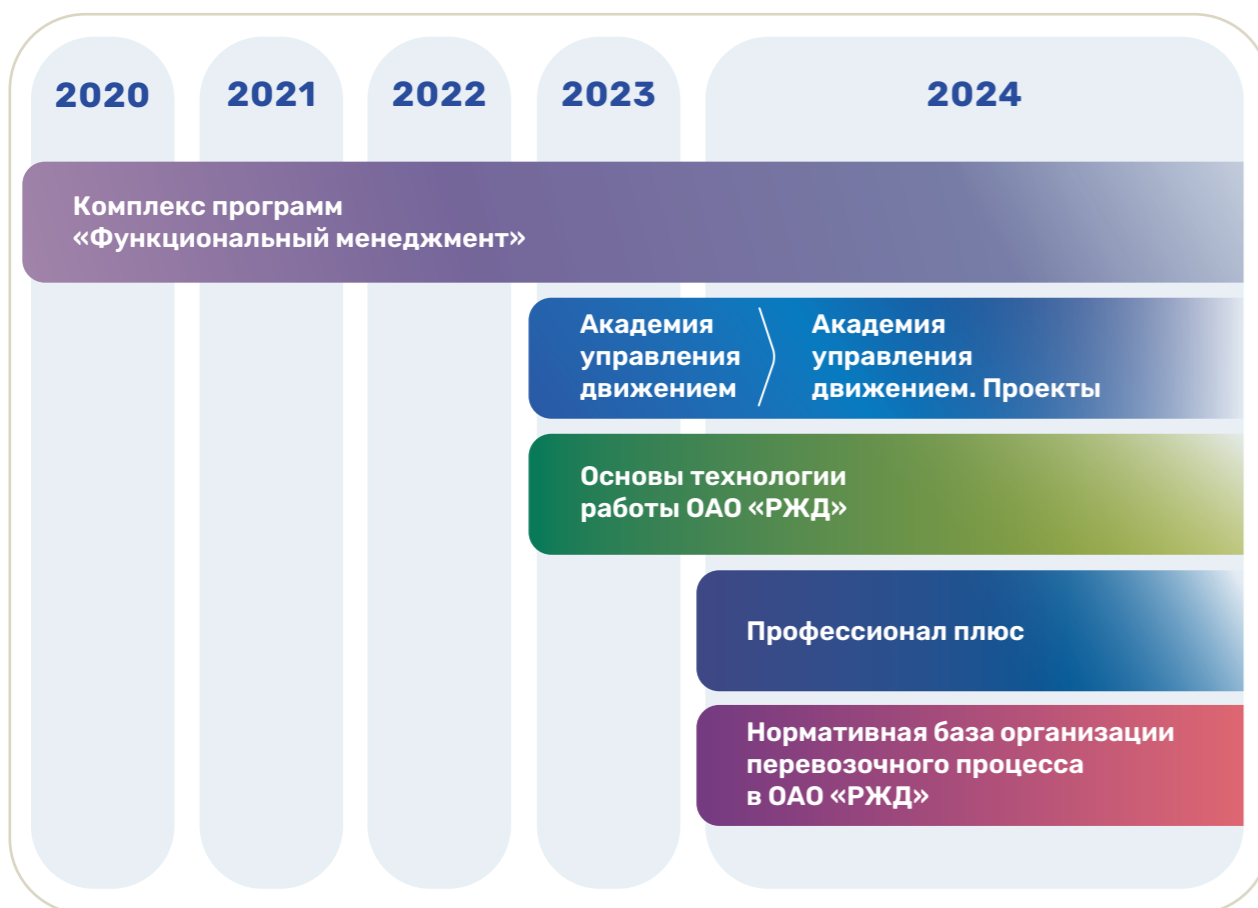 2020 2021 2022 2023 2024
Комплекс программ
«Функциональный менеджмент»
Академия
управления
движением
Академия
управления
движением. Проекты
Основы технологии
работы ОАО «РЖД»
Профессионал плюс
Нормативная база организации
перевозочного процесса
в ОАО «РЖД»